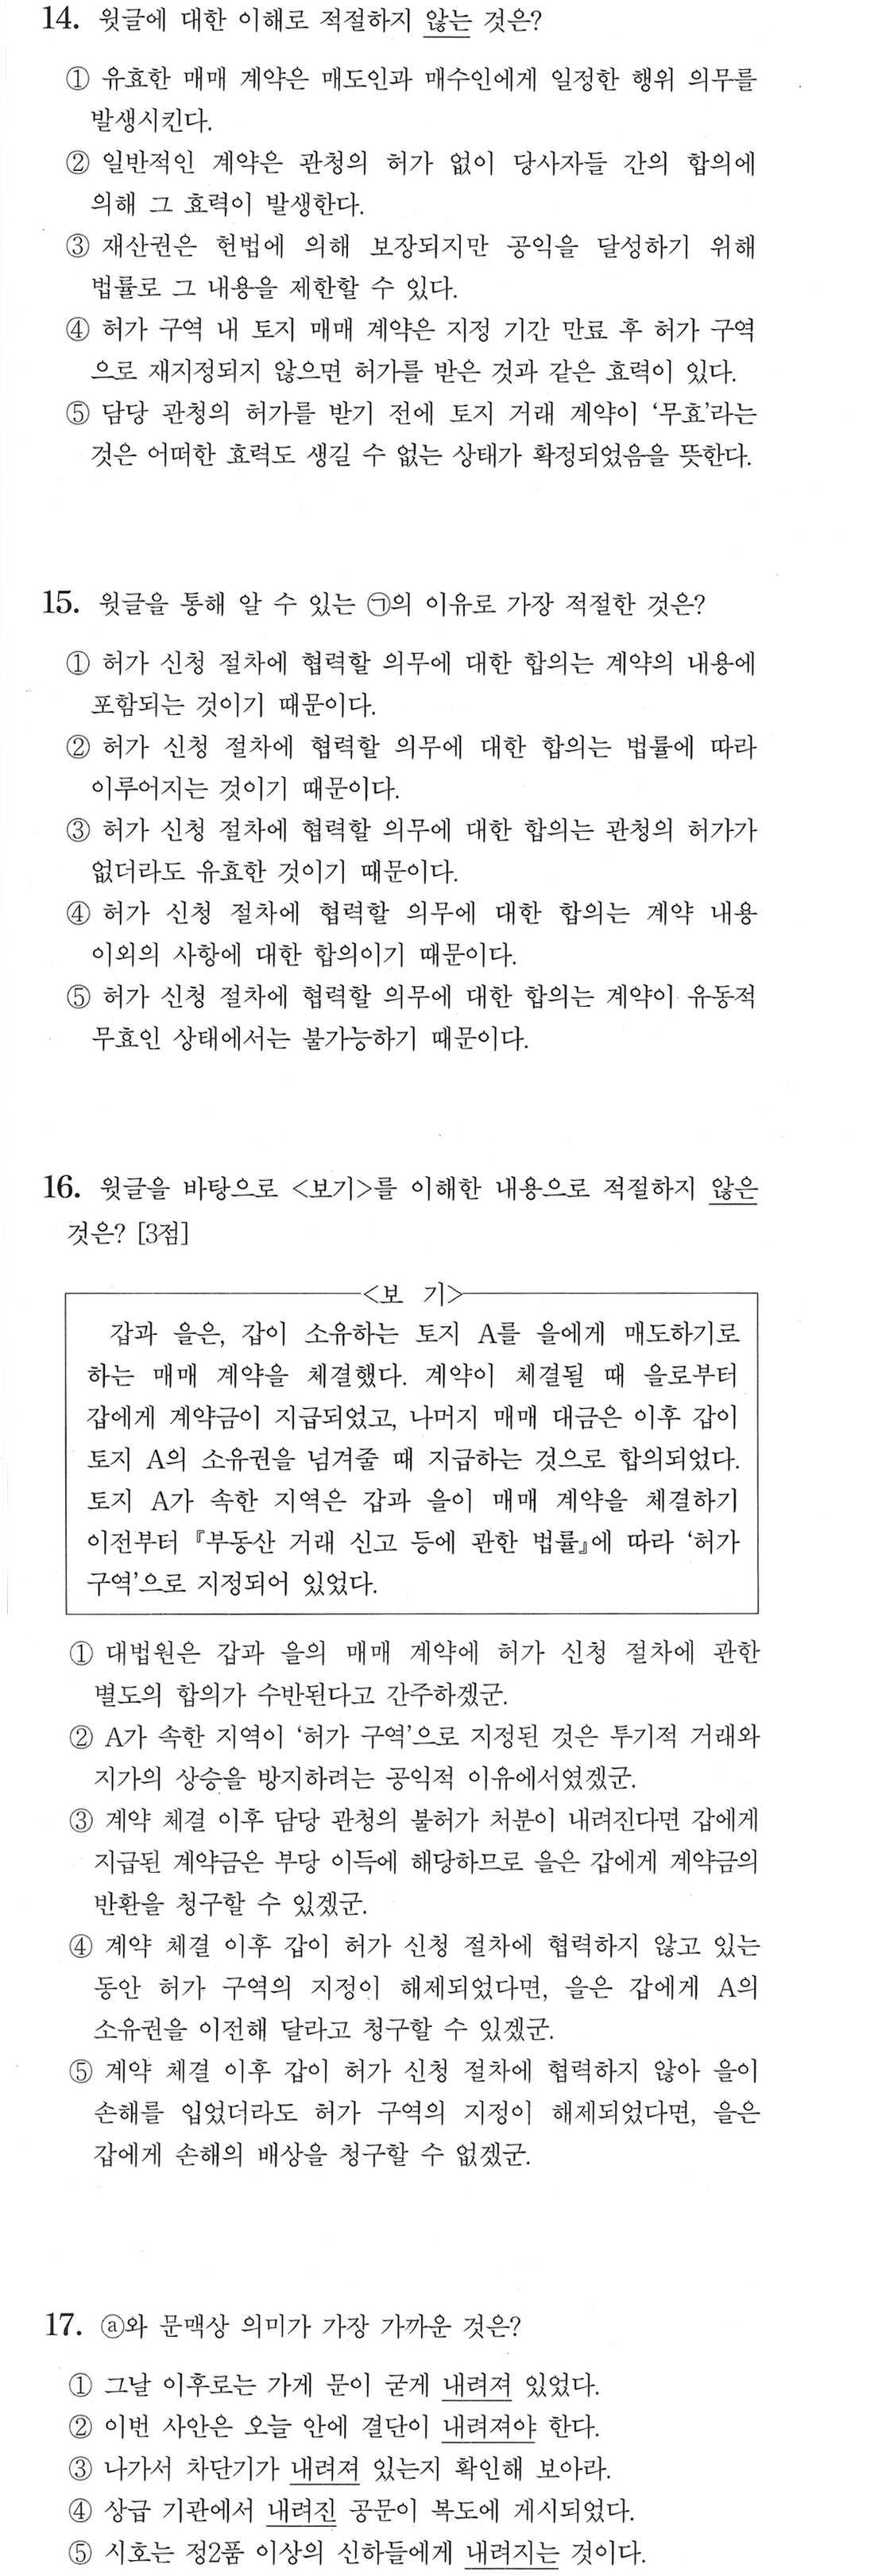 14. 윗글에 대한 이해로 적절하지 않는 것은?
① 유효한 매매 계약은 매도인과 매수인에게 일정한 행위 의무를
발생시킨다.
② 일반적인 계약은 관청의 허가 없이 당사자들 간의 합의에
의해 그 효력이 발생한다.
③ 재산권은 헌법에 의해 보장되지만 공익을 달성하기 위해
법률로 그 내용을 제한할 수 있다.
④ 허가 구역 내 토지 매매 계약은 지정 기간 만료 후 허가 구역
으로 재지정되지 않으면 허가를 받은 것과 같은 효력이 있다.
⑤ 담당 관청의 허가를 받기 전에 토지 거래 계약이 ‘무효’라는
것은 어떠한 효력도 생길 수 없는 상태가 확정되었음을 뜻한다.
15. 윗글을 통해 알 수 있는 ㉠의 이유로 가장 적절한 것은?
① 허가 신청 절차에 협력할 의무에 대한 합의는 계약의 내용에
포함되는 것이기 때문이다.
② 허가 신청 절차에 협력할 의무에 대한 합의는 법률에 따라
이루어지는 것이기 때문이다.
③ 허가 신청 절차에 협력할 의무에 대한 합의는 관청의 허가가
없더라도 유효한 것이기 때문이다.
④ 허가 신청 절차에 협력할 의무에 대한 합의는 계약 내용
이외의 사항에 대한 합의이기 때문이다.
⑤ 허가 신청 절차에 협력할 의무에 대한 합의는 계약이 유동적
무효인 상태에서는 불가능하기 때문이다.
16. 윗글을 바탕으로 <보기>를 이해한 내용으로 적절하지 않은
것은? [3점]
<보 기>
갑과 을은, 갑이 소유하는 토지 A를 을에게 매도하기로
하는 매매 계약을 체결했다. 계약이 체결될 때 을로부터
갑에게 계약금이 지급되었고, 나머지 매매 대금은 이후 갑이
토지 A의 소유권을 넘겨줄 때 지급하는 것으로 합의되었다.
토지 A가 속한 지역은 갑과 을이 매매 계약을 체결하기
이전부터 『부동산 거래 신고 등에 관한 법률』에 따라 ‘허가
구역’으로 지정되어 있었다.
① 대법원은 갑과 을의 매매 계약에 허가 신청 절차에 관한
별도의 합의가 수반된다고 간주하겠군.
② A가 속한 지역이 ‘허가 구역’으로 지정된 것은 투기적 거래와
지가의 상승을 방지하려는 공익적 이유에서였겠군.
③ 계약 체결 이후 담당 관청의 불허가 처분이 내려진다면 갑에게
지급된 계약금은 부당 이득에 해당하므로 을은 갑에게 계약금의
반환을 청구할 수 있겠군.
④ 계약 체결 이후 갑이 허가 신청 절차에 협력하지 않고 있는
동안 허가 구역의 지정이 해제되었다면, 을은 갑에게 A의
소유권을 이전해 달라고 청구할 수 있겠군.
⑤ 계약 체결 이후 갑이 허가 신청 절차에 협력하지 않아 을이
손해를 입었더라도 허가 구역의 지정이 해제되었다면, 을은
갑에게 손해의 배상을 청구할 수 없겠군.
17. ⓐ와 문맥상 의미가 가장 가까운 것은?
① 그날 이후로는 가게 문이 굳게 내려져 있었다.
② 이번 사안은 오늘 안에 결단이 내려져야 한다.
③ 나가서 차단기가 내려져 있는지 확인해 보아라.
④ 상급 기관에서 내려진 공문이 복도에 게시되었다.
⑤ 시호는 정2품 이상의 신하들에게 내려지는 것이다.